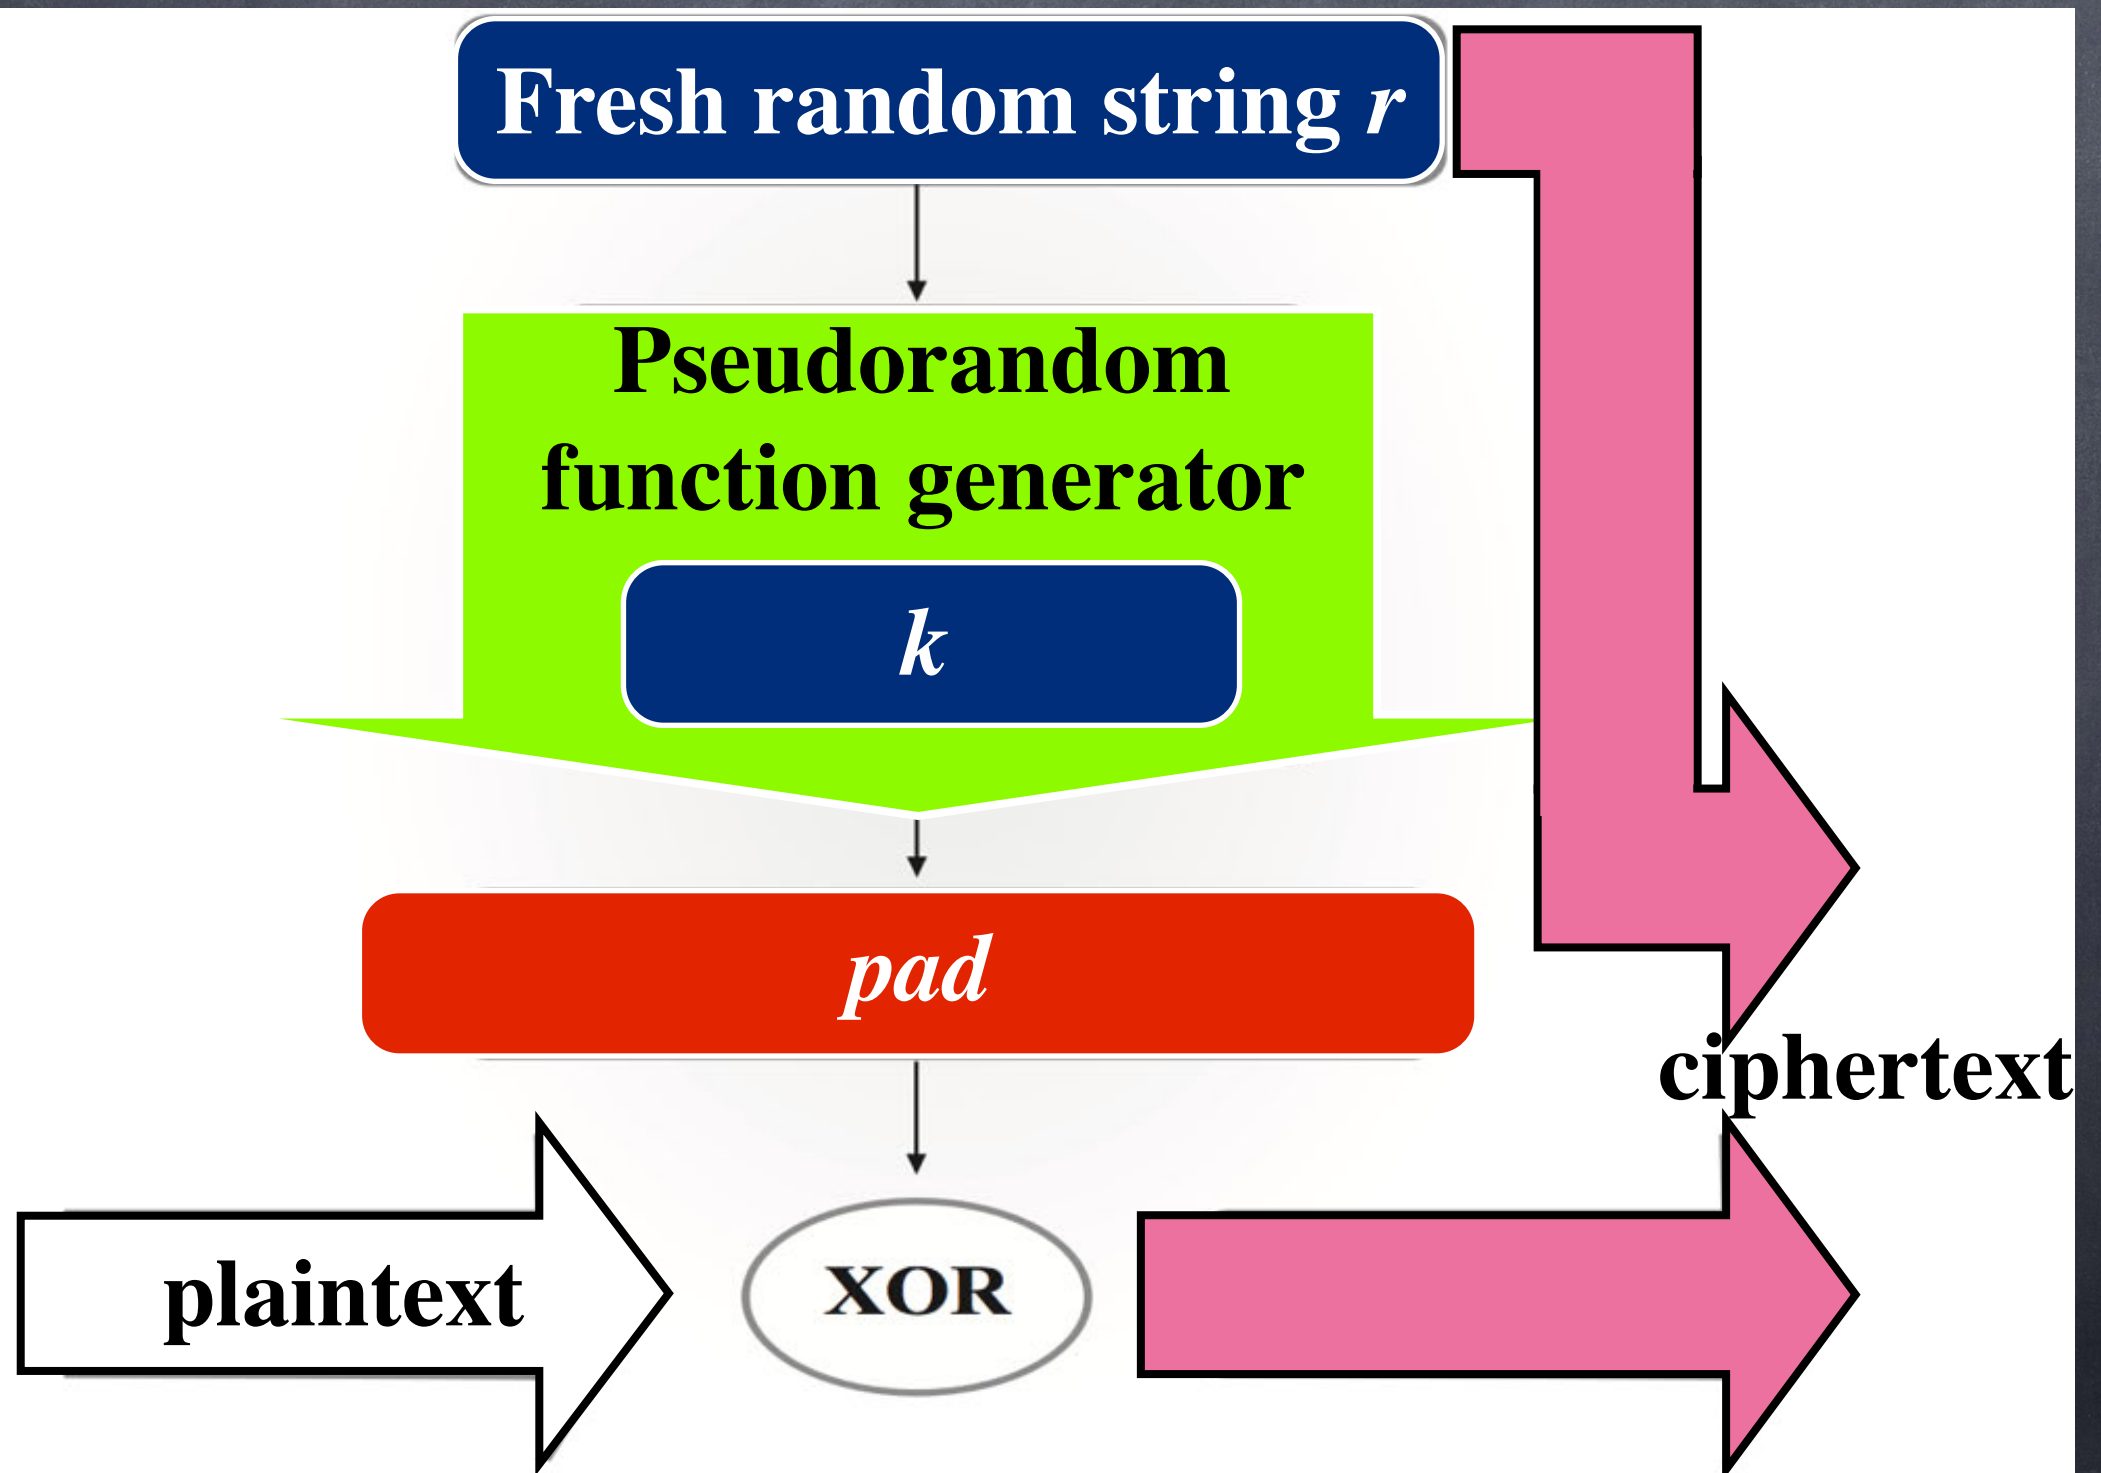 Fresh random string r
Pseudorandom
function generator
k
pad
ciphertext
plaintext
XOR